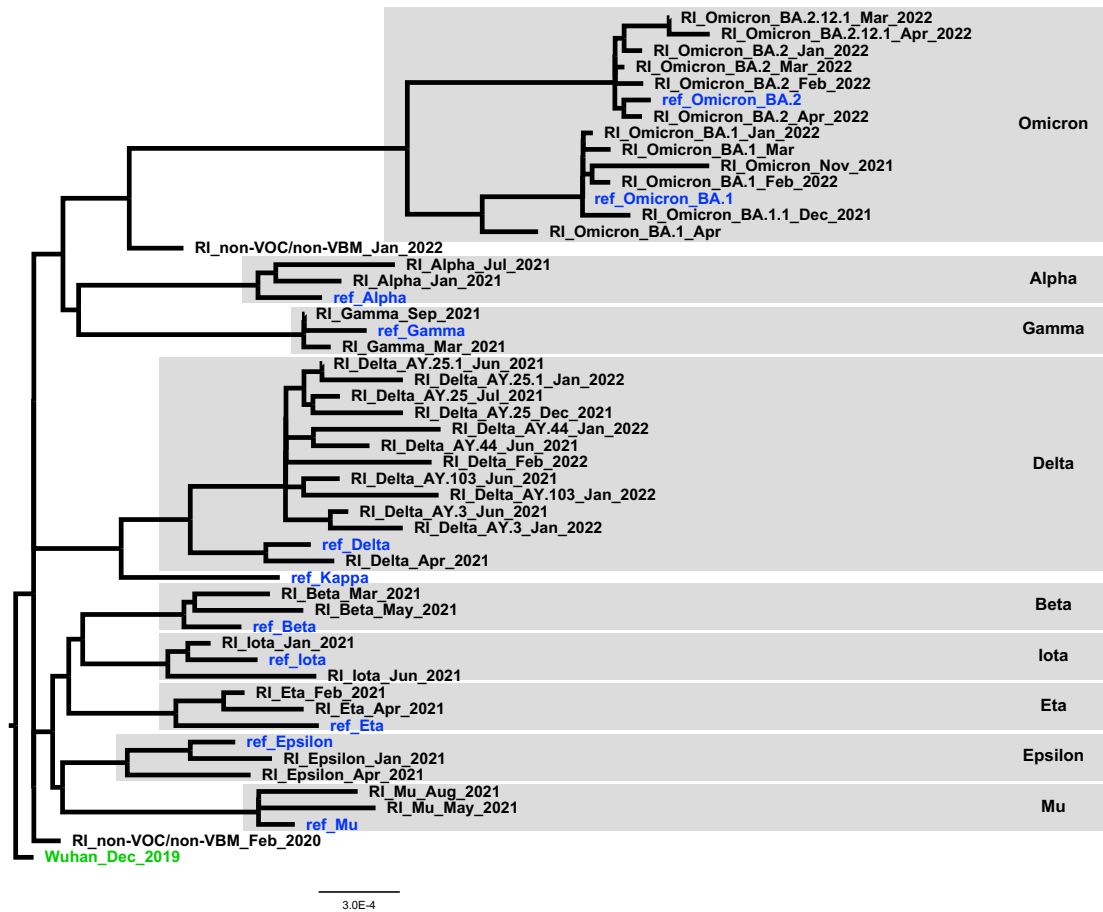 RI_Omicron_BA.2.12.1_Mar_2022
RI_Omicron_BA.2.12.1_Apr_2022
RI_Omicron_BA.2_Jan_2022
RI_Omicron_BA.2_Mar_2022
RI_Omicron_BA.2_Feb_2022
ref_Omicron_BA.2
RI_Omicron_BA.2_Apr_2022
Omicron
RI_Omicron_BA.1_Jan_2022
RI_Omicron_BA.1_Mar
RI_Omicron_Nov_2021
RI_Omicron_BA.1_Feb_2022
ref_Omicron_BA.1
RI_Omicron_BA.1.1_Dec_2021
RI_Omicron_BA.1_Apr
RI_non-VOC/non-VBM_Jan_2022
RI_Alpha_Jul_2021
RI_Alpha_Jan_2021
Alpha
ref_Alpha
RI_Gamma_Sep_2021
ref_Gamma
Gamma
RI_Gamma_Mar_2021
RI_Delta_AY.25.1_Jun_2021
RI_Delta_AY.25.1_Jan_2022
RI_Delta_AY.25_Jul_2021
RI_Delta_AY.25_Dec_2021
RI_Delta_AY.44_Jan_2022
RI_Delta_AY.44_Jun_2021
RI_Delta_Feb_2022
Delta
RI_Delta_AY.103_Jun_2021
RI_Delta_AY.103_Jan_2022
RI_Delta_AY.3_Jun_2021
RI_Delta_AY.3_Jan_2022
ref_Delta
RI_Delta_Apr_2021
ref_Kappa
RI_Beta_Mar_2021
RI_Beta_May_2021
Beta
ref_Beta
RI_Iota_Jan_2021
ref_Iota
Iota
RI_Iota_Jun_2021
RI_Eta_Feb_2021
RI_Eta_Apr_2021
Eta
ref_Eta
ref_Epsilon
RI_Epsilon_Jan_2021
Epsilon
RI_Epsilon_Apr_2021
RI_Mu_Aug_2021
RI_Mu_May_2021
Mu
ref_Mu
RI_non-VOC/non-VBM_Feb_2020
Wuhan_Dec_2019
3.0E-4